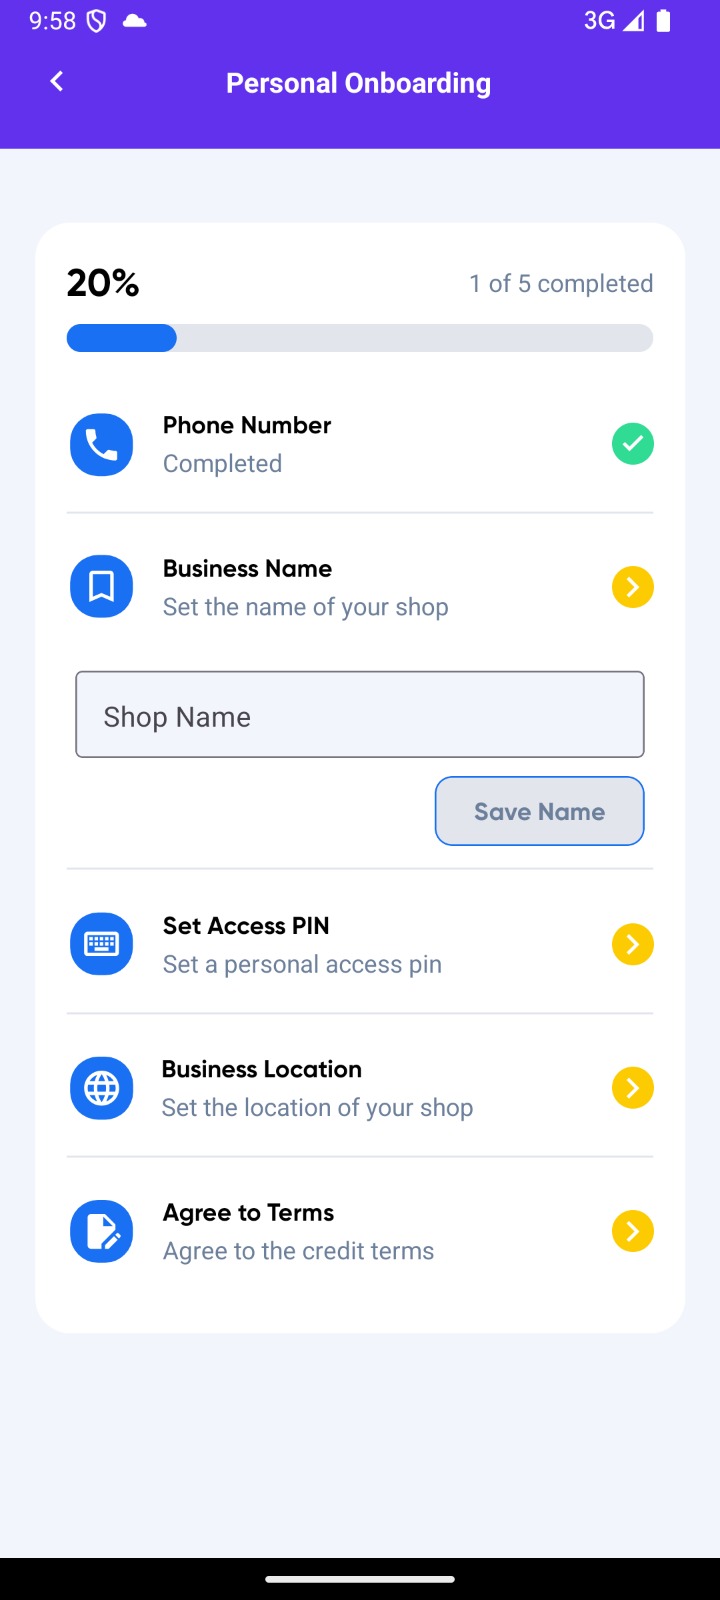 9:58
3G
Personal Onboarding
20%
1 of 5 completed
Phone Number
Completed
Business Name
Set the name of your shop
Shop Name
Save Name
Set Access PIN
Set a personal access pin
Business Location
Set the location of your shop
Agree to Terms
Agree to the credit terms